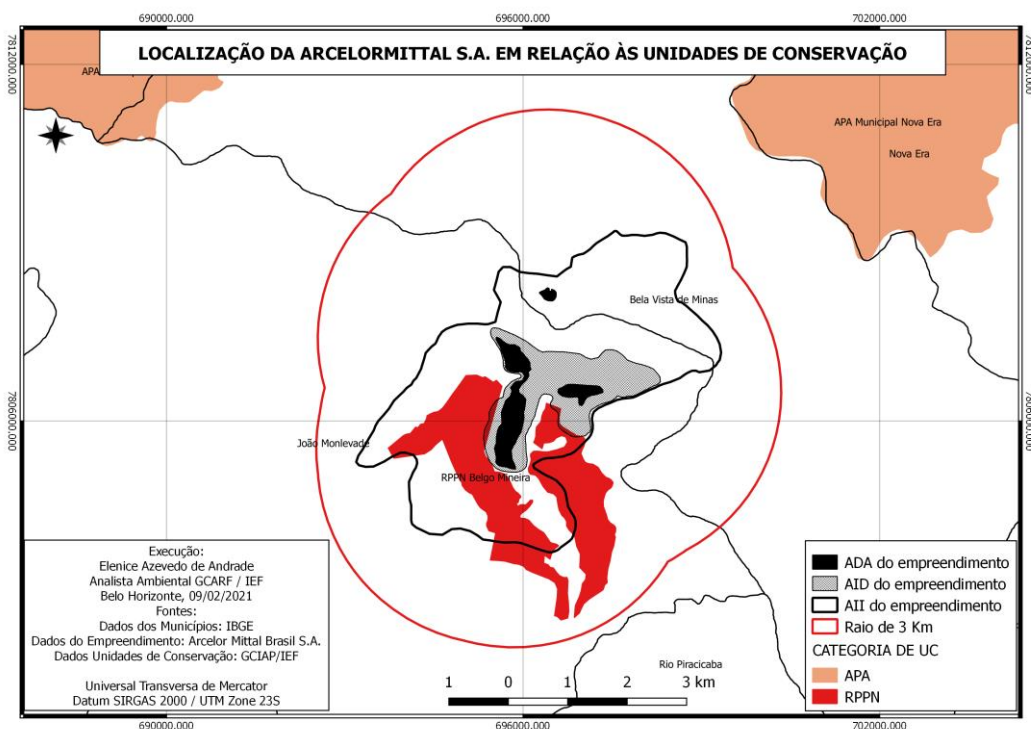 690000.000
696000.000
702000.000
7812000.000
7812000.000
LOCALIZAÇÃO DA ARCELORMITTAL S.A. EM RELAÇÃO ÀS UNIDADES DE CONSERVAÇÃO
APA
APA Municipal Nova Era
Nova Era
Bela Vista de Minas
7806000.000
7806000.000
João Monlevade
RPPN Belgo Mineira
Execução:
Elenice Azevedo de Andrade
Analista Ambiental GCARF / IEF
Belo Horizonte, 09/02/2021
Fontes:
Dados dos Municípios: IBGE
Dados do Empreendimento: Arcelor Mittal Brasil S.A.
Dados Unidades de Conservação: GCIAP/IEF
Universal Transversa de Mercator
Datum SIRGAS 2000 / UTM Zone 23S
ADA do empreendimento
AID do empreendimento
AII do empreendimento
Raio de 3 Km
CATEGORIA DE UC
APA
RPPN
Rio Piracicaba
1 0 1 2 3 km
690000.000
696000.000
702000.000